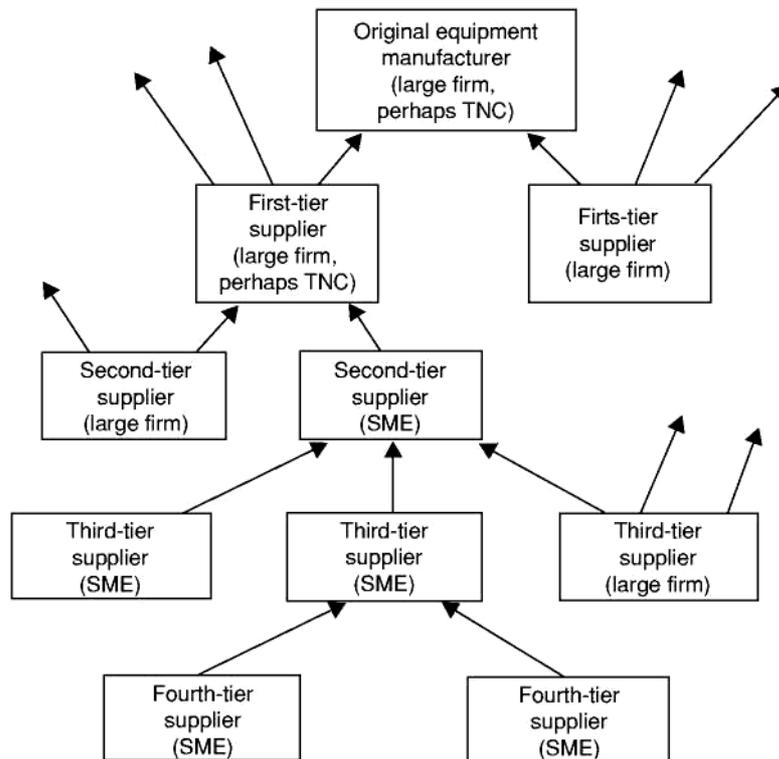 Original equipment
manufacturer
(large firm,
perhaps TNC)
First-tier
supplier
(large firm,
perhaps TNC)
Firts-tier
supplier
(large firm)
Second-tier
supplier
(large firm)
Second-tier
supplier
(SME)
Third-tier
supplier
(SME)
Third-tier
supplier
(SME)
Third-tier
supplier
(large firm)
Fourth-tier
supplier
(SME)
Fourth-tier
supplier
(SME)